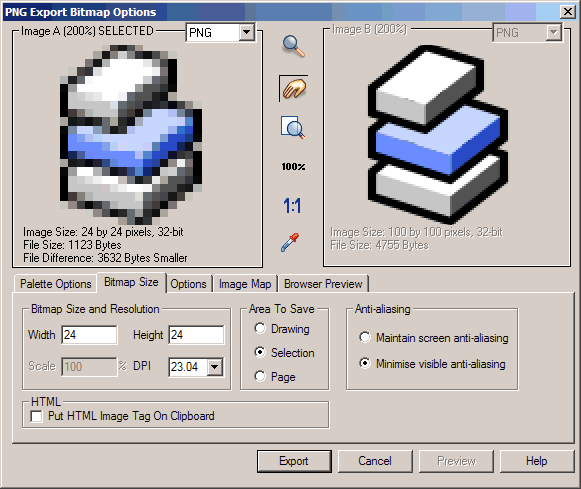 PNG Export Bitmap Options
Image A (200%) SELECTED
PNG
Image B (200%)
PNG
100%
1:1
Image Size: 24 by 24 pixels, 32-bit
File Size: 1123 Bytes
File Difference: 3632 Bytes Smaller
Image Size: 100 by 100 pixels, 32-bit
File Size: 4755 Bytes
Palette Options
Bitmap Size
Options
Image Map
Browser Preview
Bitmap Size and Resolution
Width 24 Height 24
Scale 100 % DPI 23.04
Area To Save
Drawing
Selection
Page
Anti-aliasing
Maintain screen anti-aliasing
Minimise visible anti-aliasing
HTML
Put HTML Image Tag On Clipboard
Export
Cancel
Preview
Help